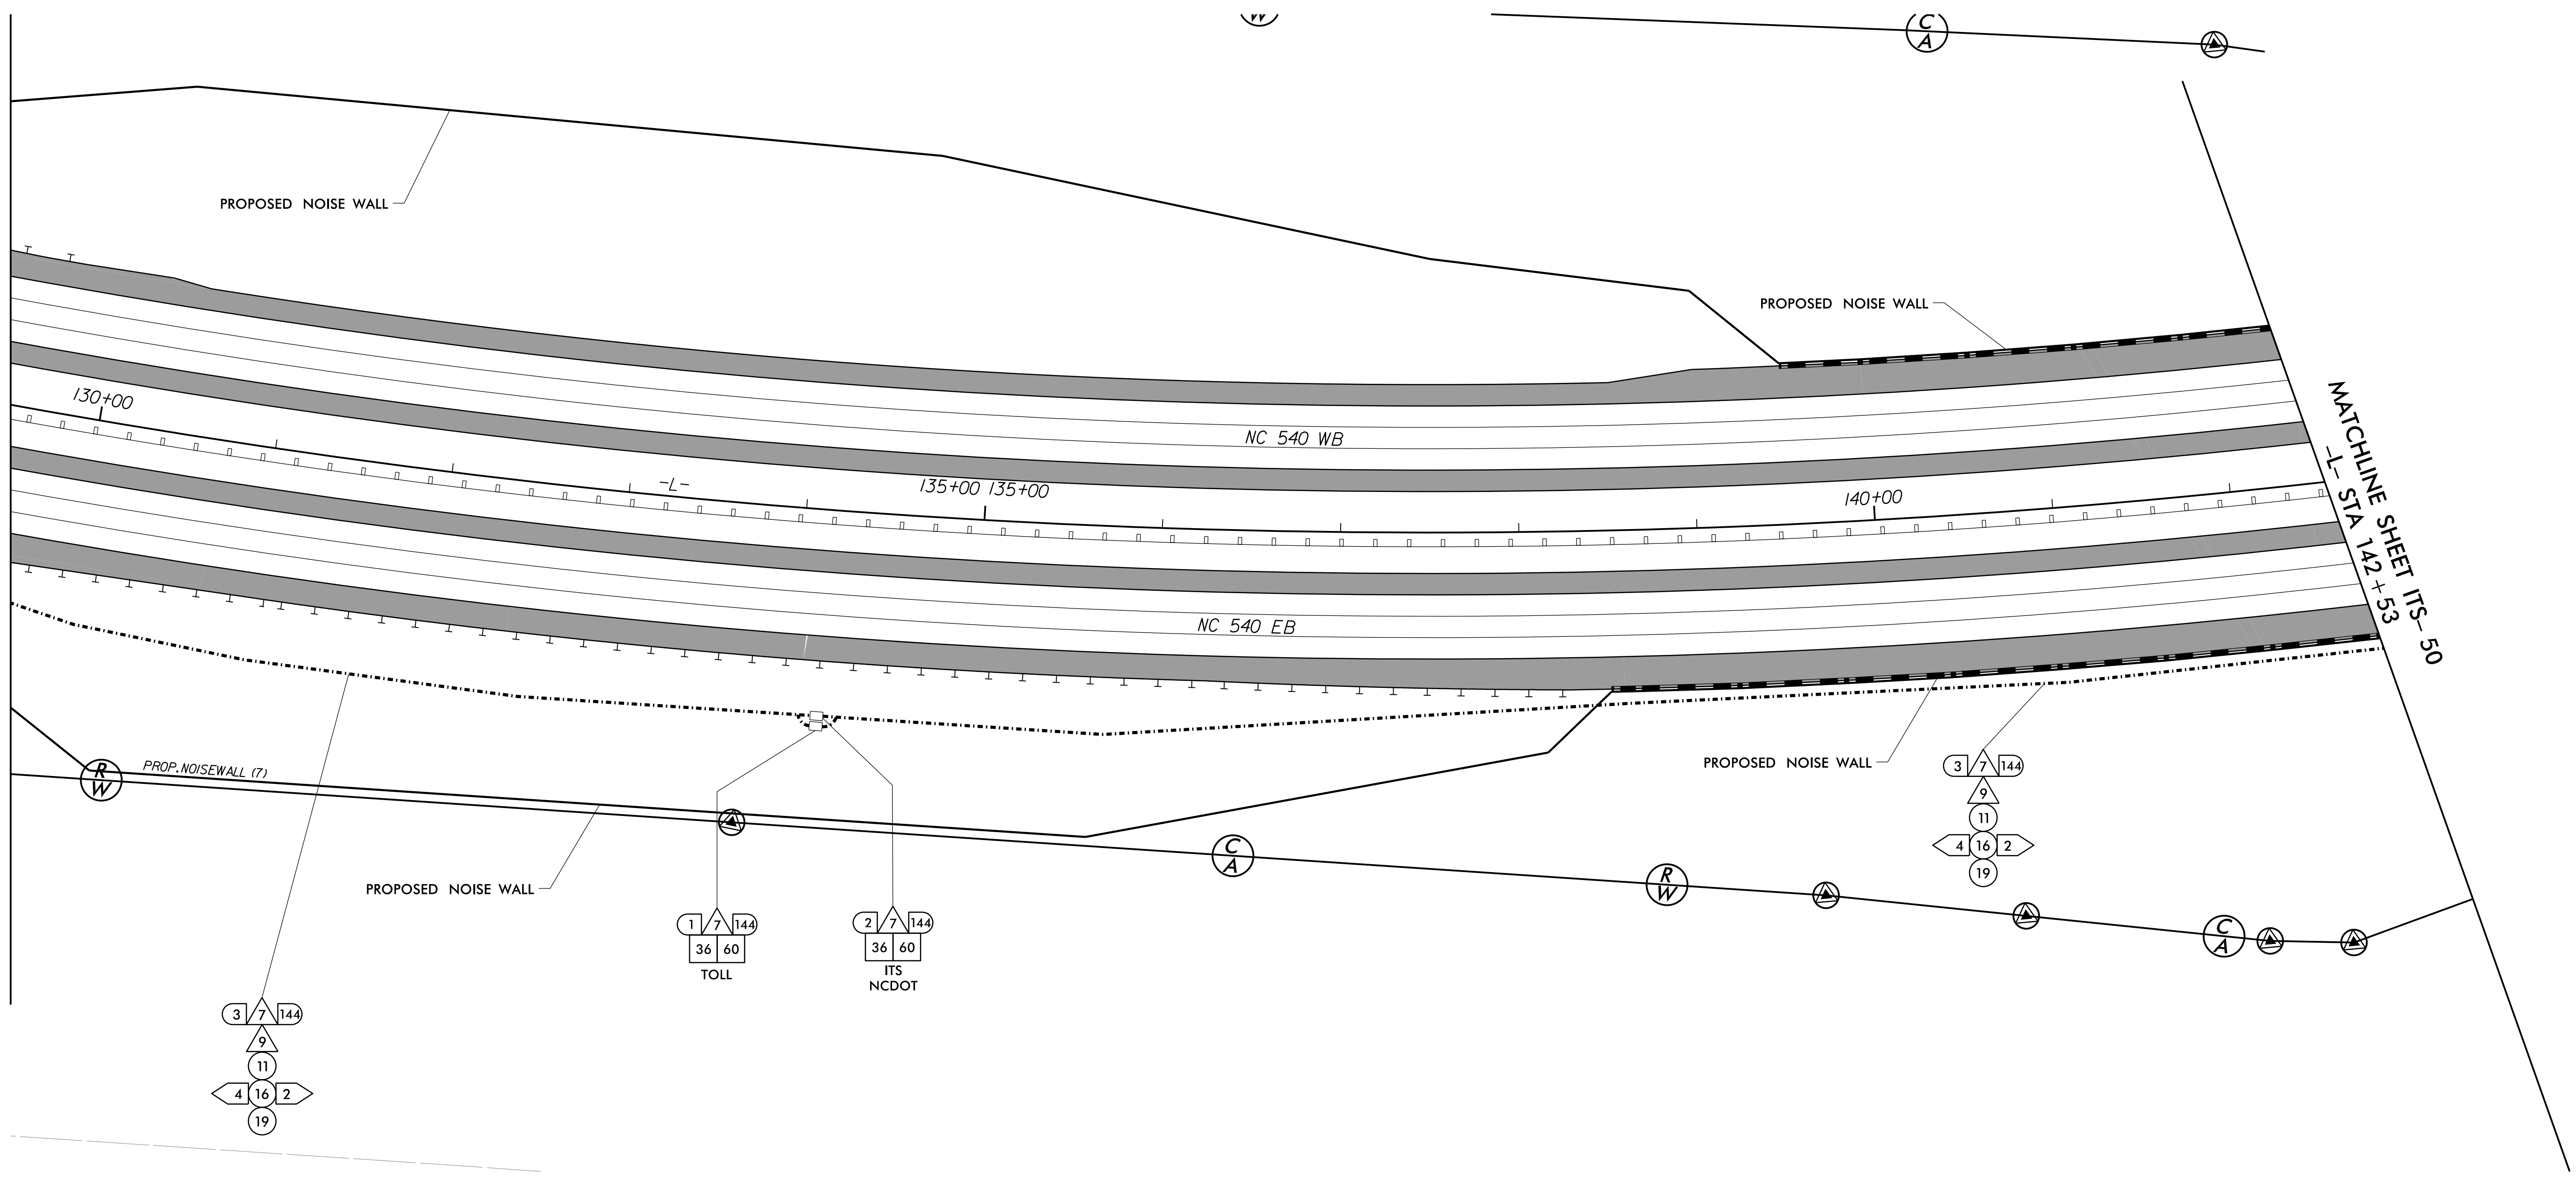 W
C
A
PROPOSED NOISE WALL
PROPOSED NOISE WALL
130+00
NC 540 WB
-L-
135+00 135+00
140+00
MATCHLINE SHEET ITS- 50
-L- STA 142+53
NC 540 EB
PROP.NOISEWALL (7)
R
W
PROPOSED NOISE WALL
PROPOSED NOISE WALL
C
A
R
W
C
A
3 7 144
9
11
4 16 2
19
1 7 144
36 60
TOLL
2 7 144
36 60
ITS
NCDOT
3 7 144
9
11
4 16 2
19